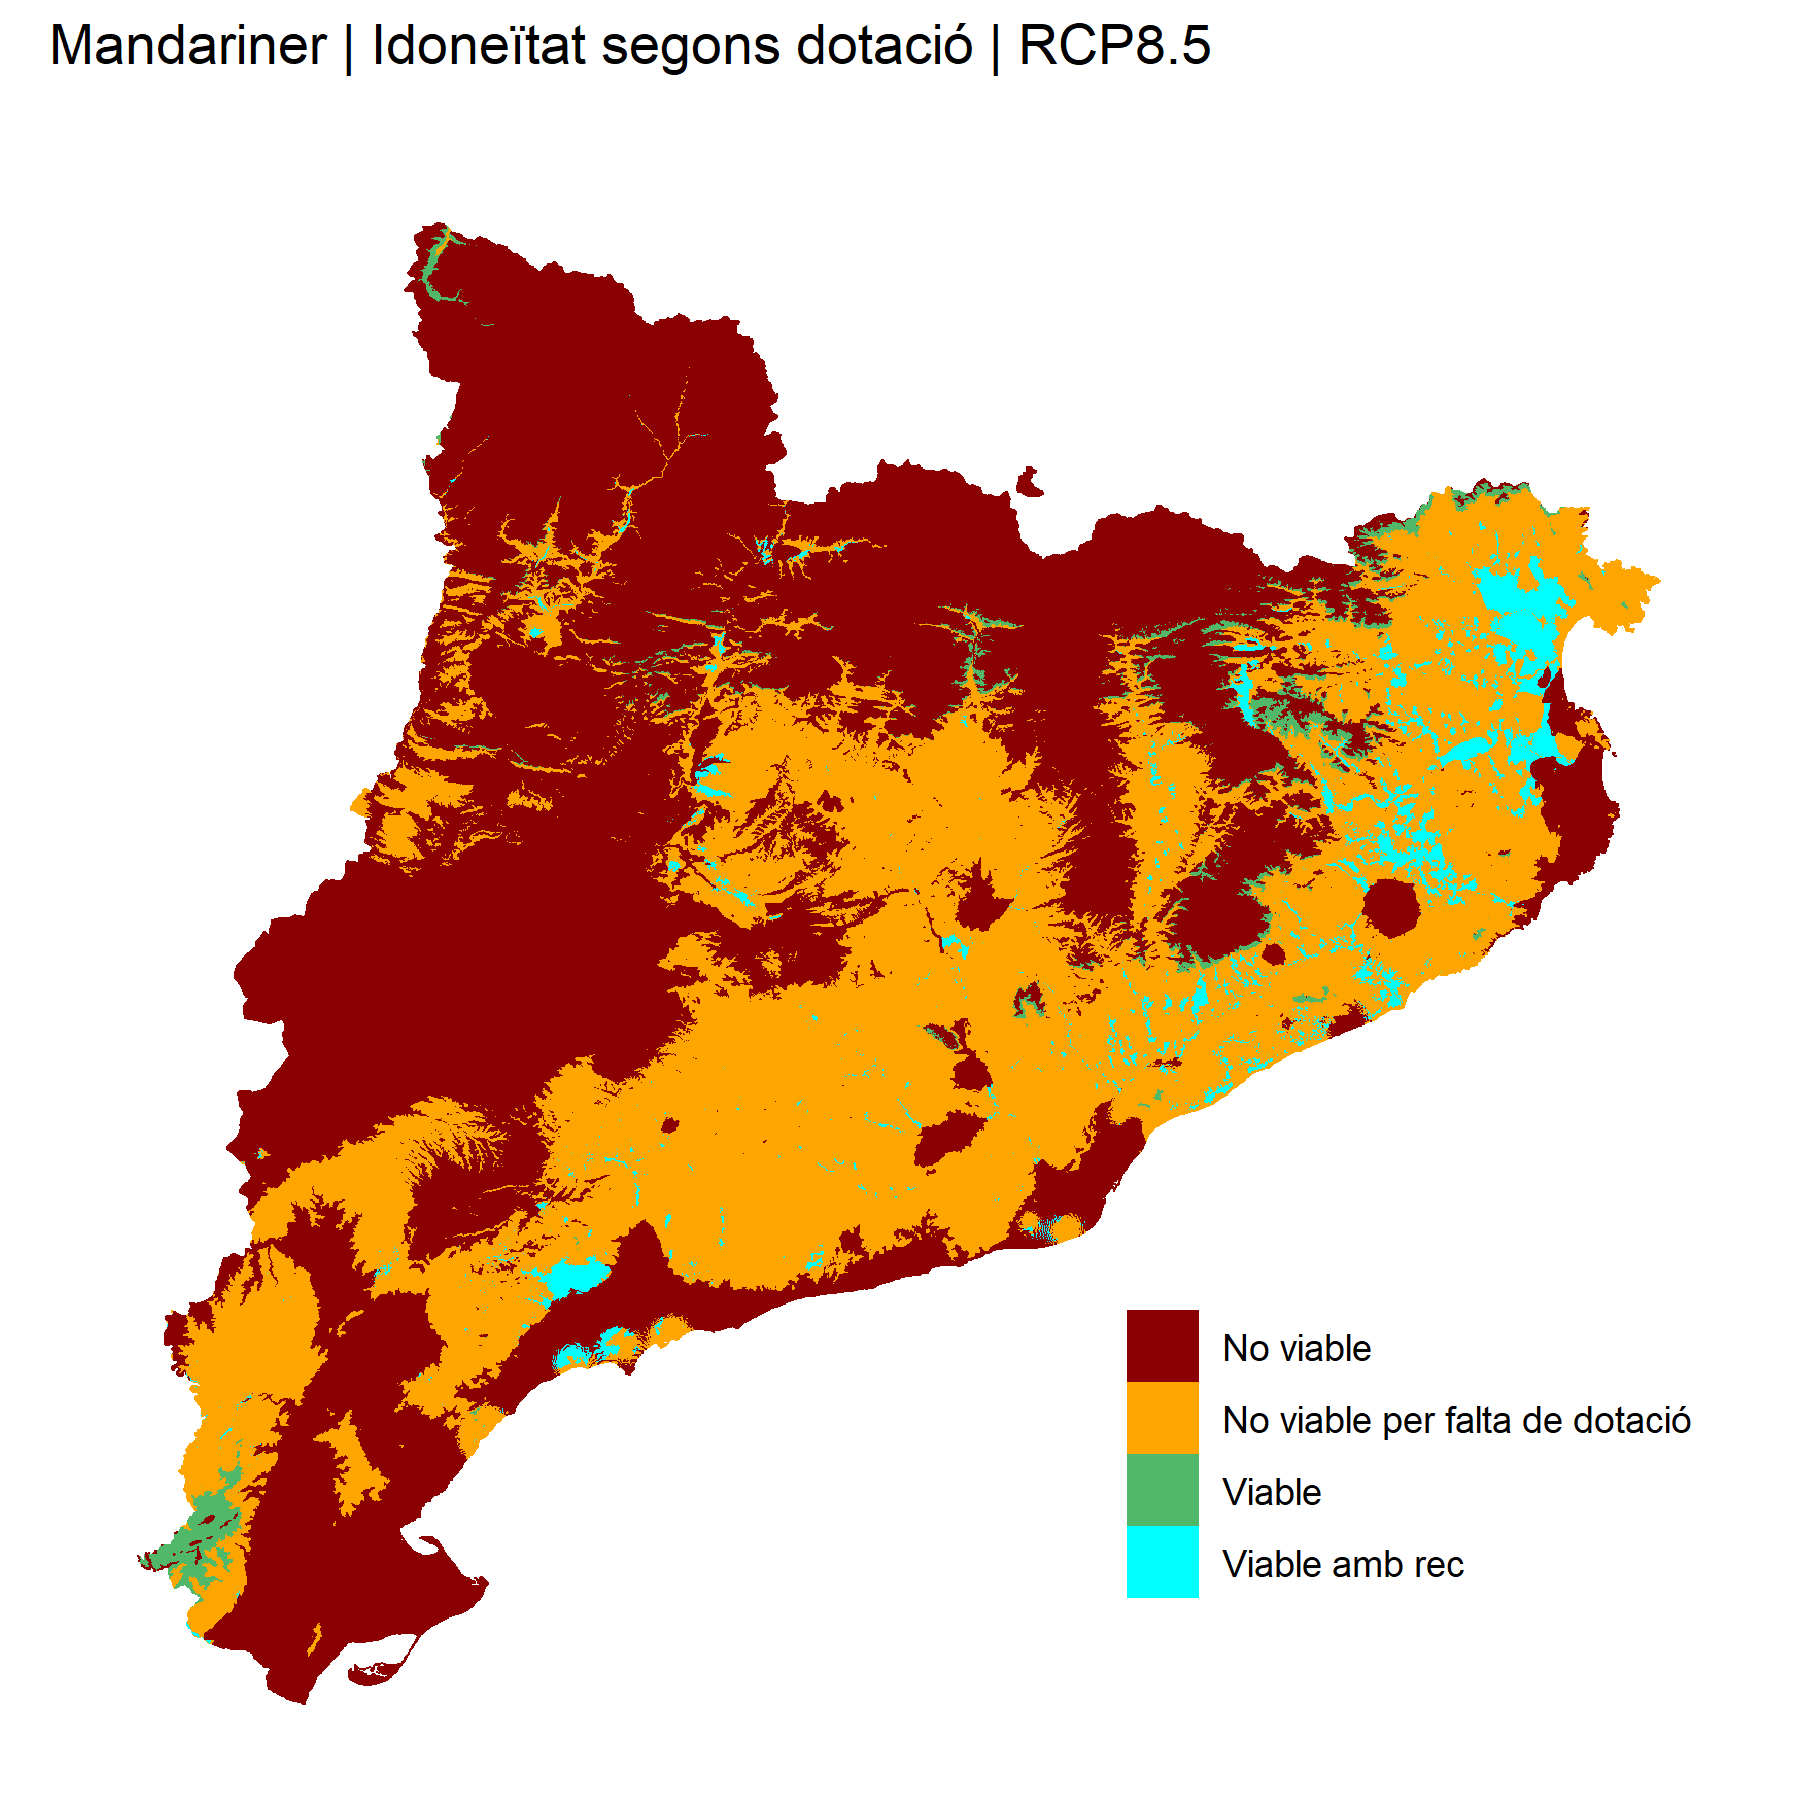 Mandariner | Idoneïtat segons dotació | RCP8.5
No viable
No viable per falta de dotació
Viable
Viable amb rec